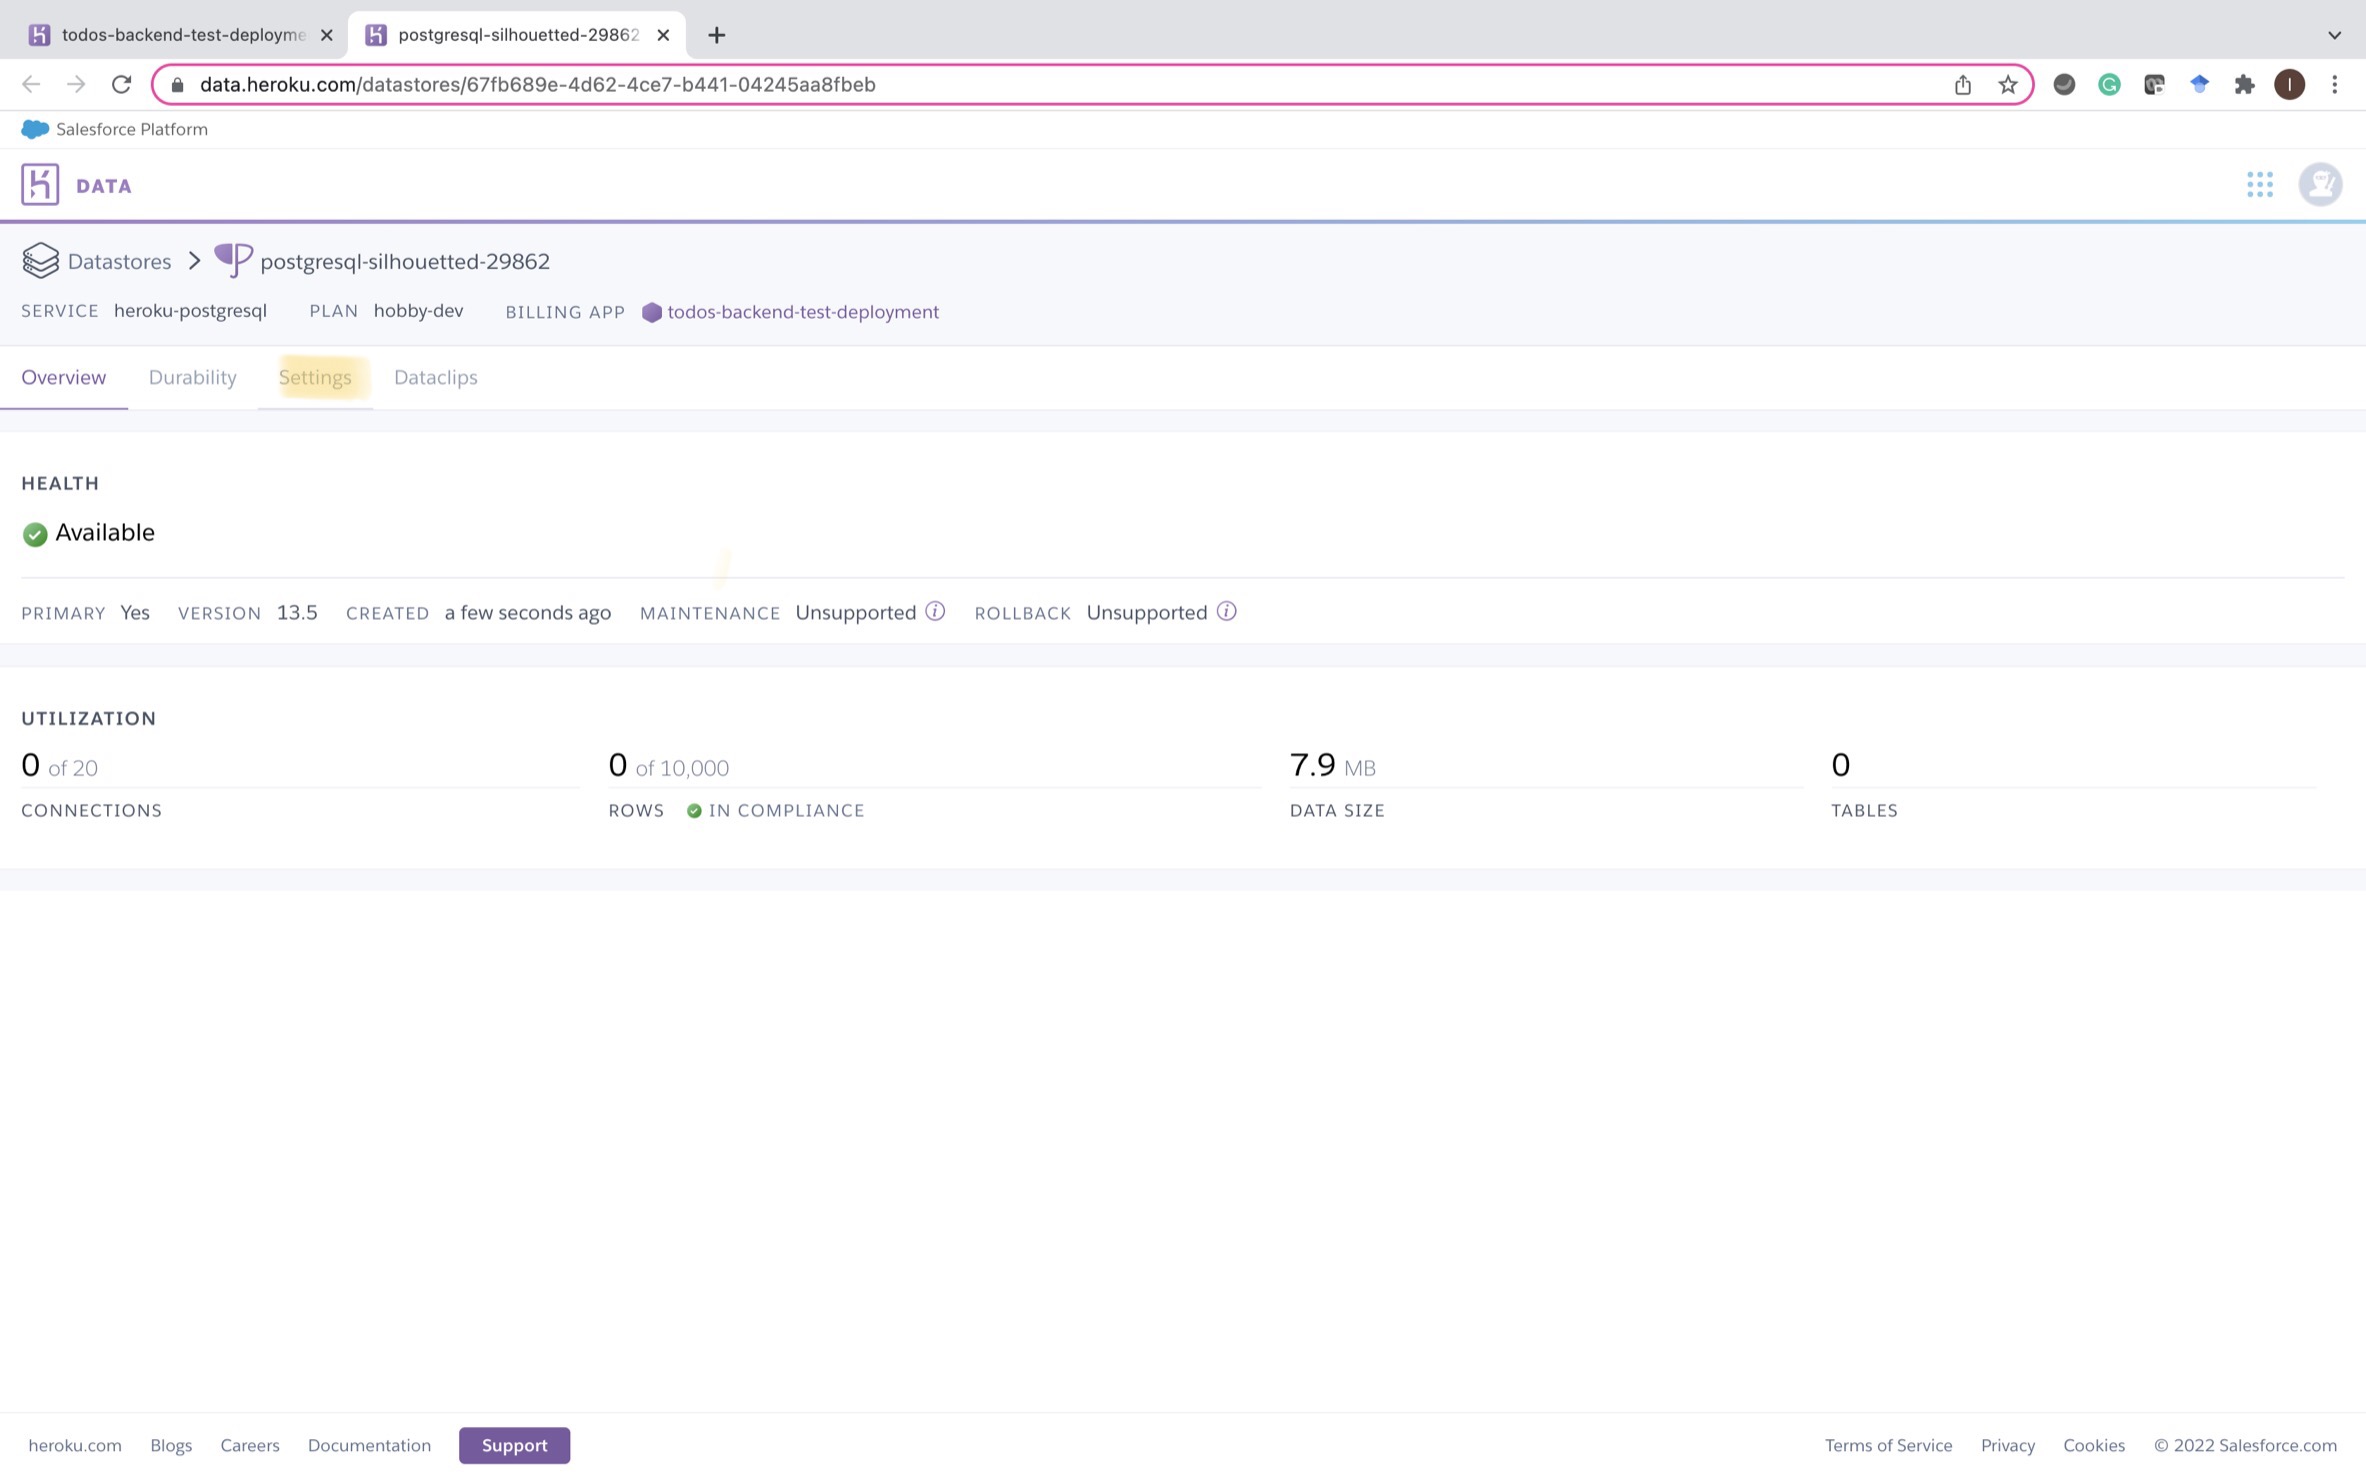 todos-backend-test-deployme
postgresql-silhouetted-29862
data.heroku.com/datastores/67fb689e-4d62-4ce7-b441-04245aa8fbeb
I
Salesforce Platform
DATA
Datastores postgresql-silhouetted-29862
SERVICE heroku-postgresql PLAN hobby-dev BILLING APP todos-backend-test-deployment
Overview Durability Settings Dataclips
HEALTH
Available
PRIMARY Yes VERSION 13.5 CREATED a few seconds ago MAINTENANCE Unsupported ROLLBACK Unsupported
UTILIZATION
0 of 20 0 of 10,000 7.9 MB 0
CONNECTIONS ROWS IN COMPLIANCE DATA SIZE TABLES
heroku.com Blogs Careers Documentation Support Terms of Service Privacy Cookies © 2022 Salesforce.com